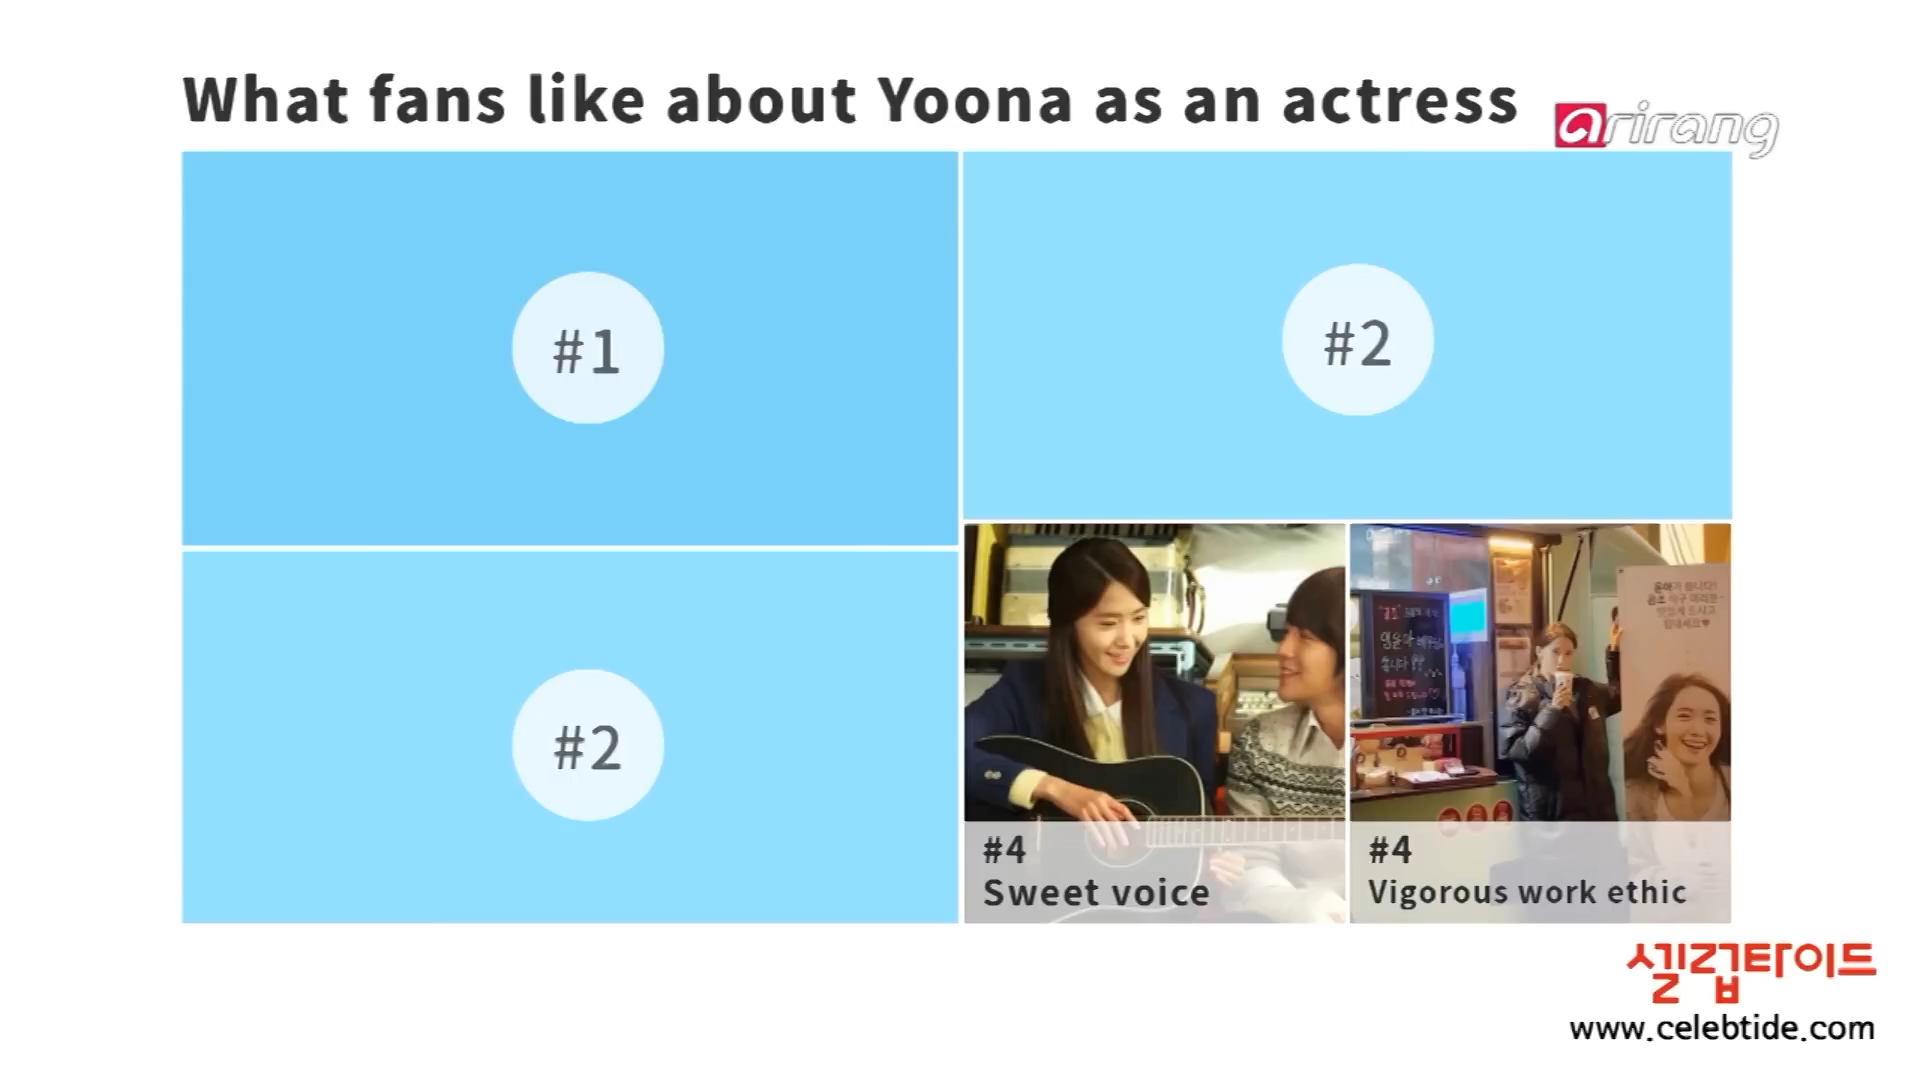 What fans like about Yoona as an actress
arirang
#1
#2
#2
#4
Sweet voice
#4
Vigorous work ethic
셀럽타이드
www.celebtide.com